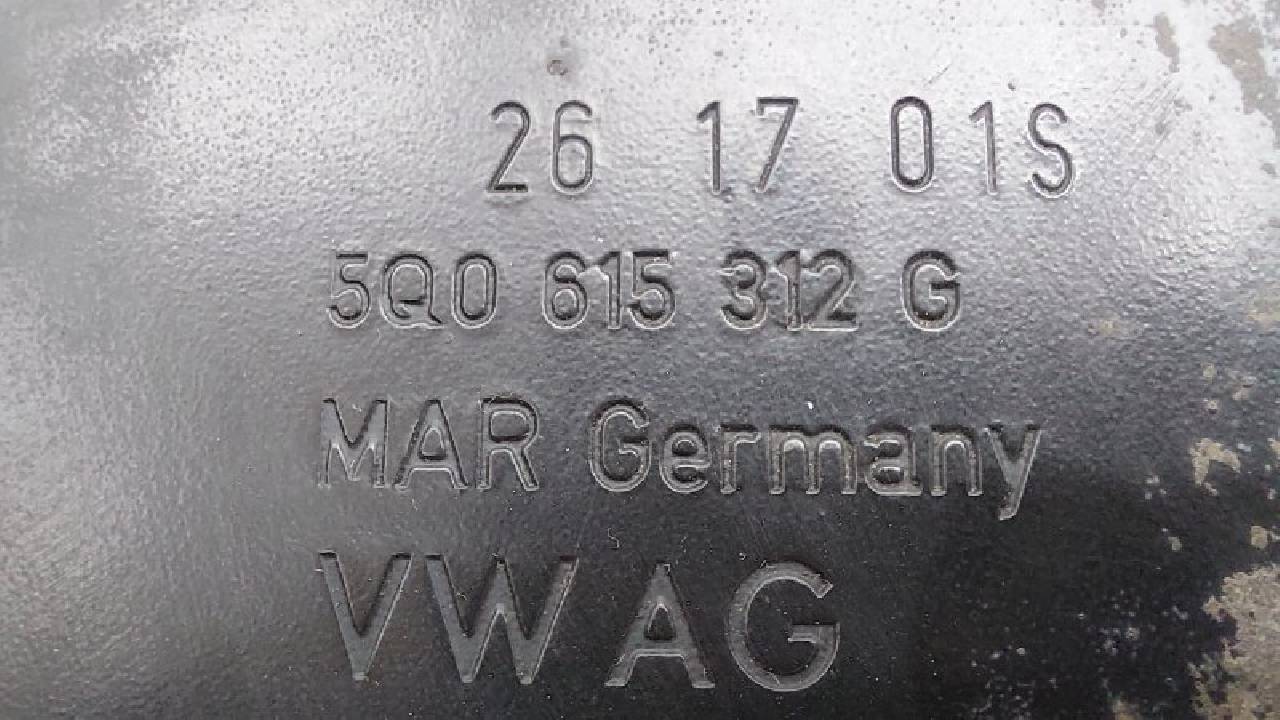 26 17 01S
5Q0 615 312 G
MAR Germany
VW AG